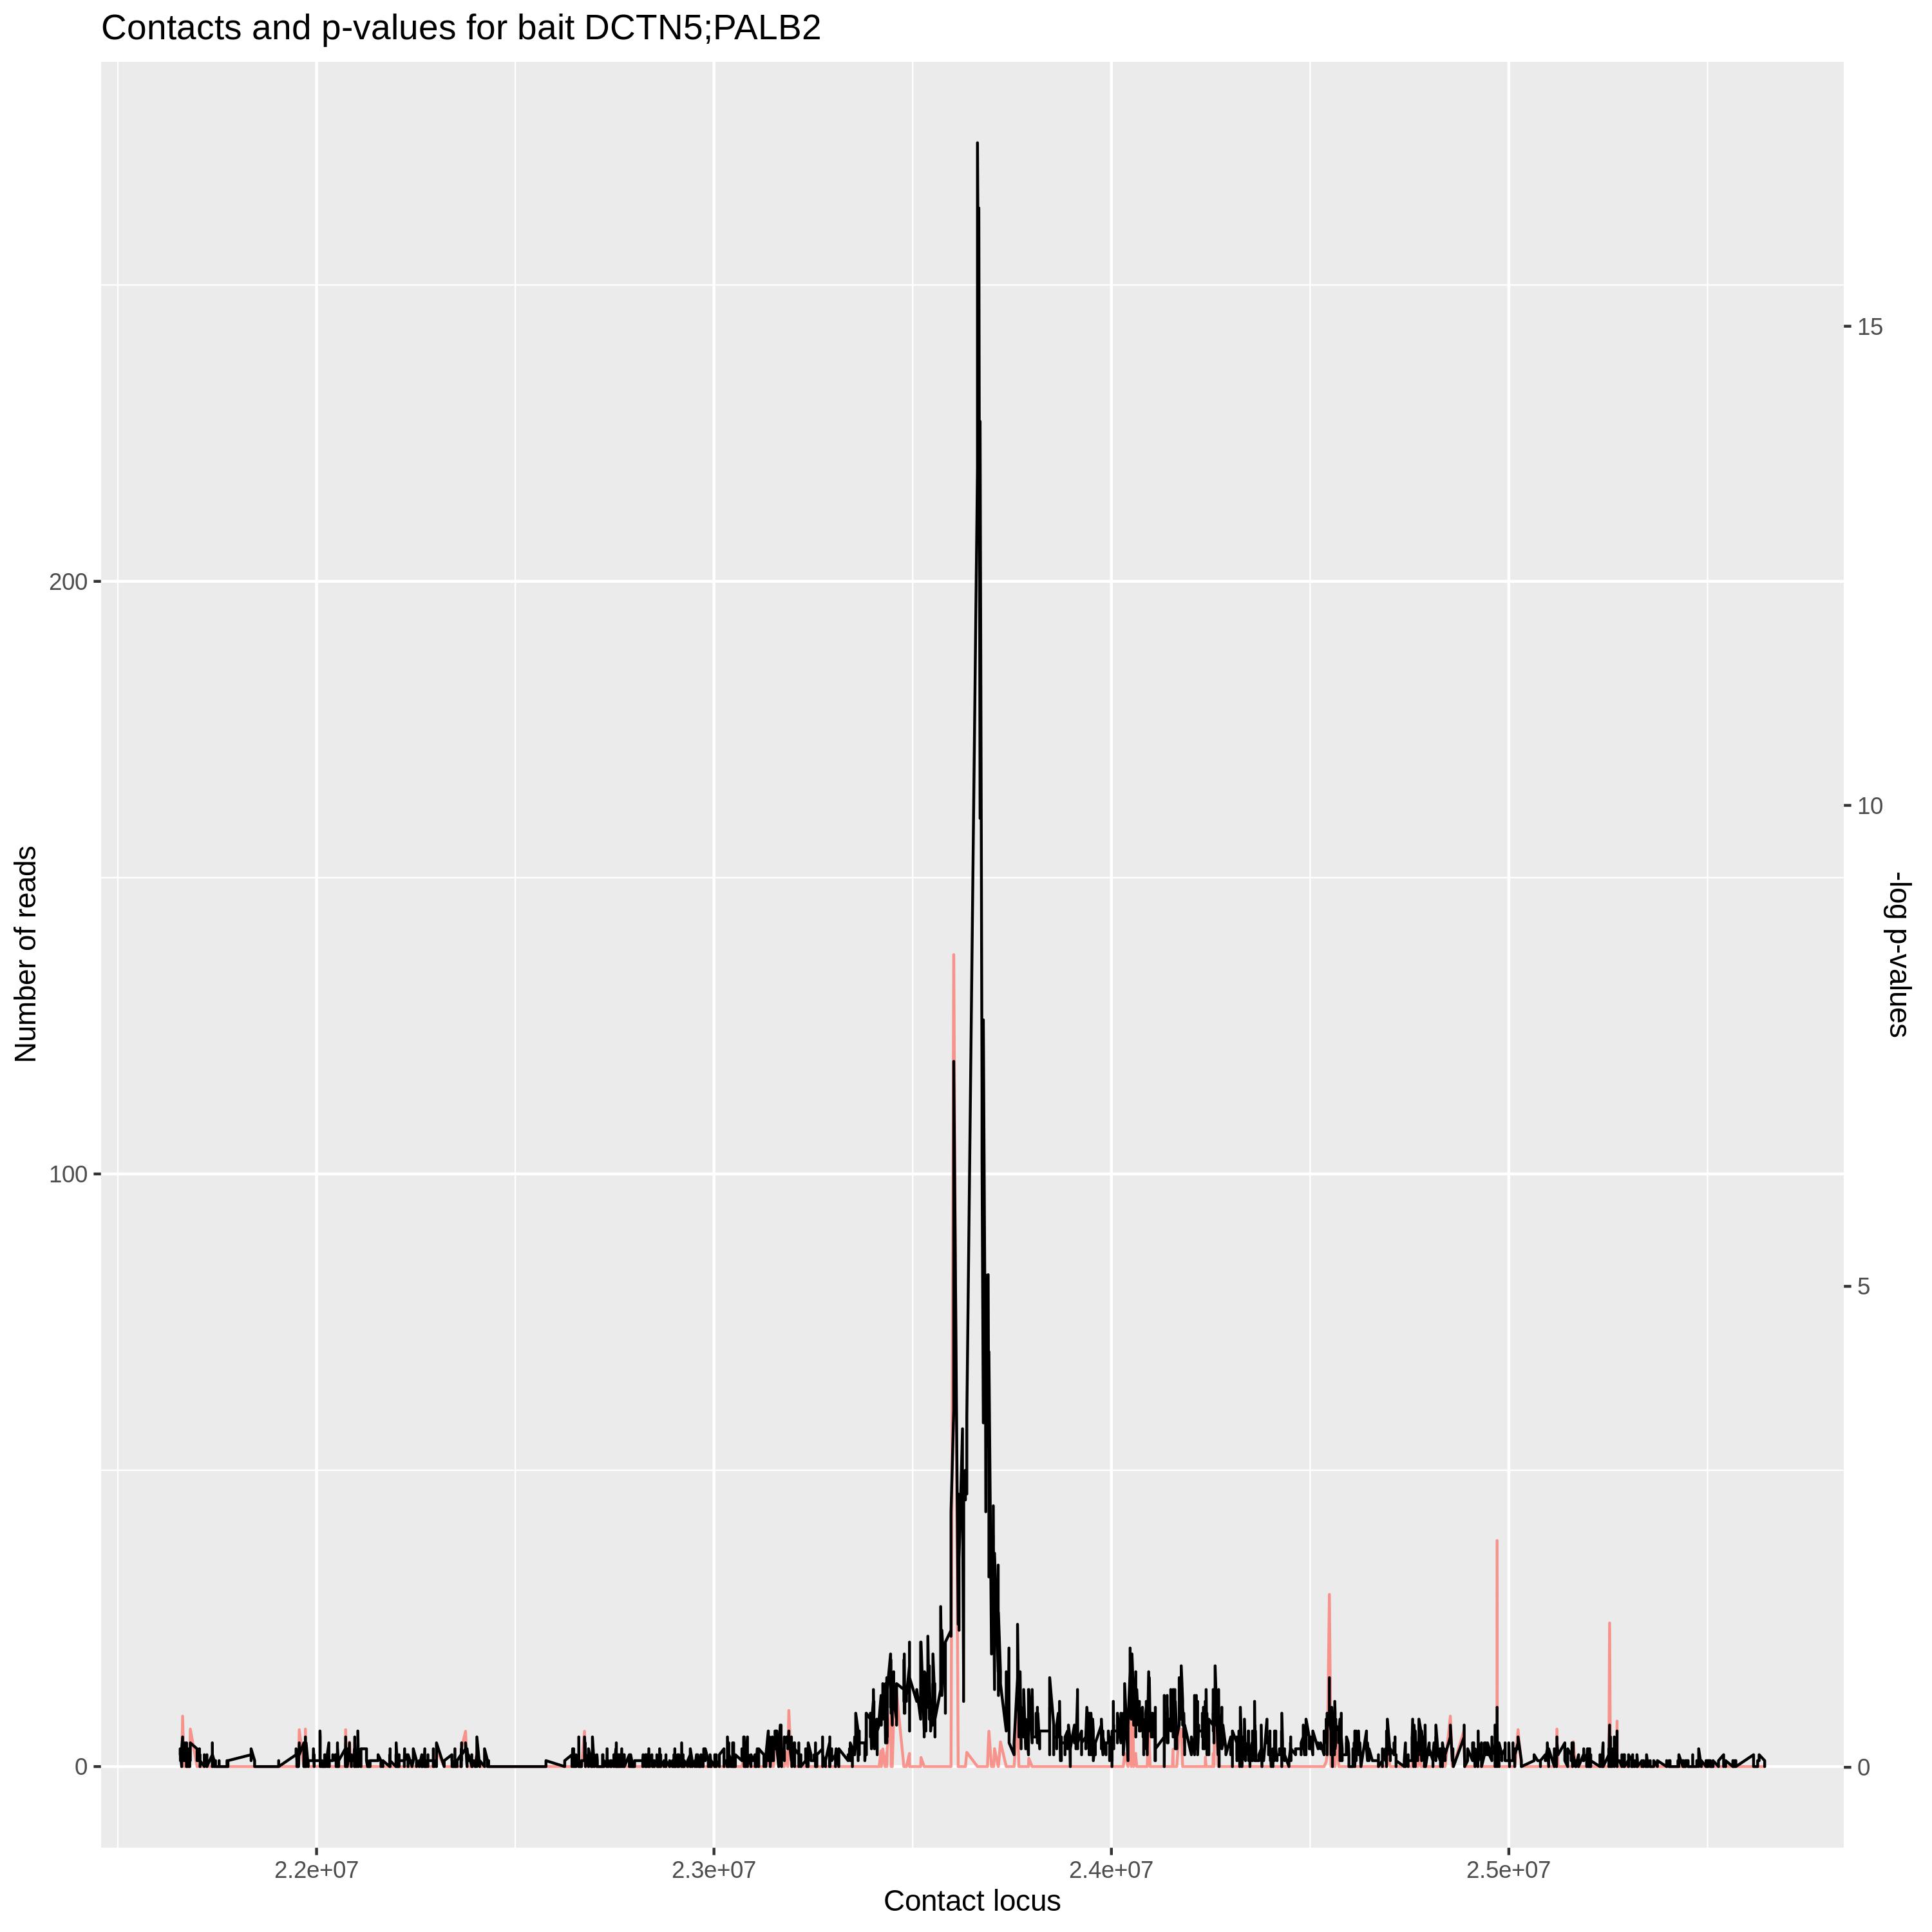 Contacts and p-values for bait DCTN5;PALB2
Number of reads
200
100
0
-log p-values
15
10
5
0
2.2e+07
2.3e+07
2.4e+07
2.5e+07
Contact locus